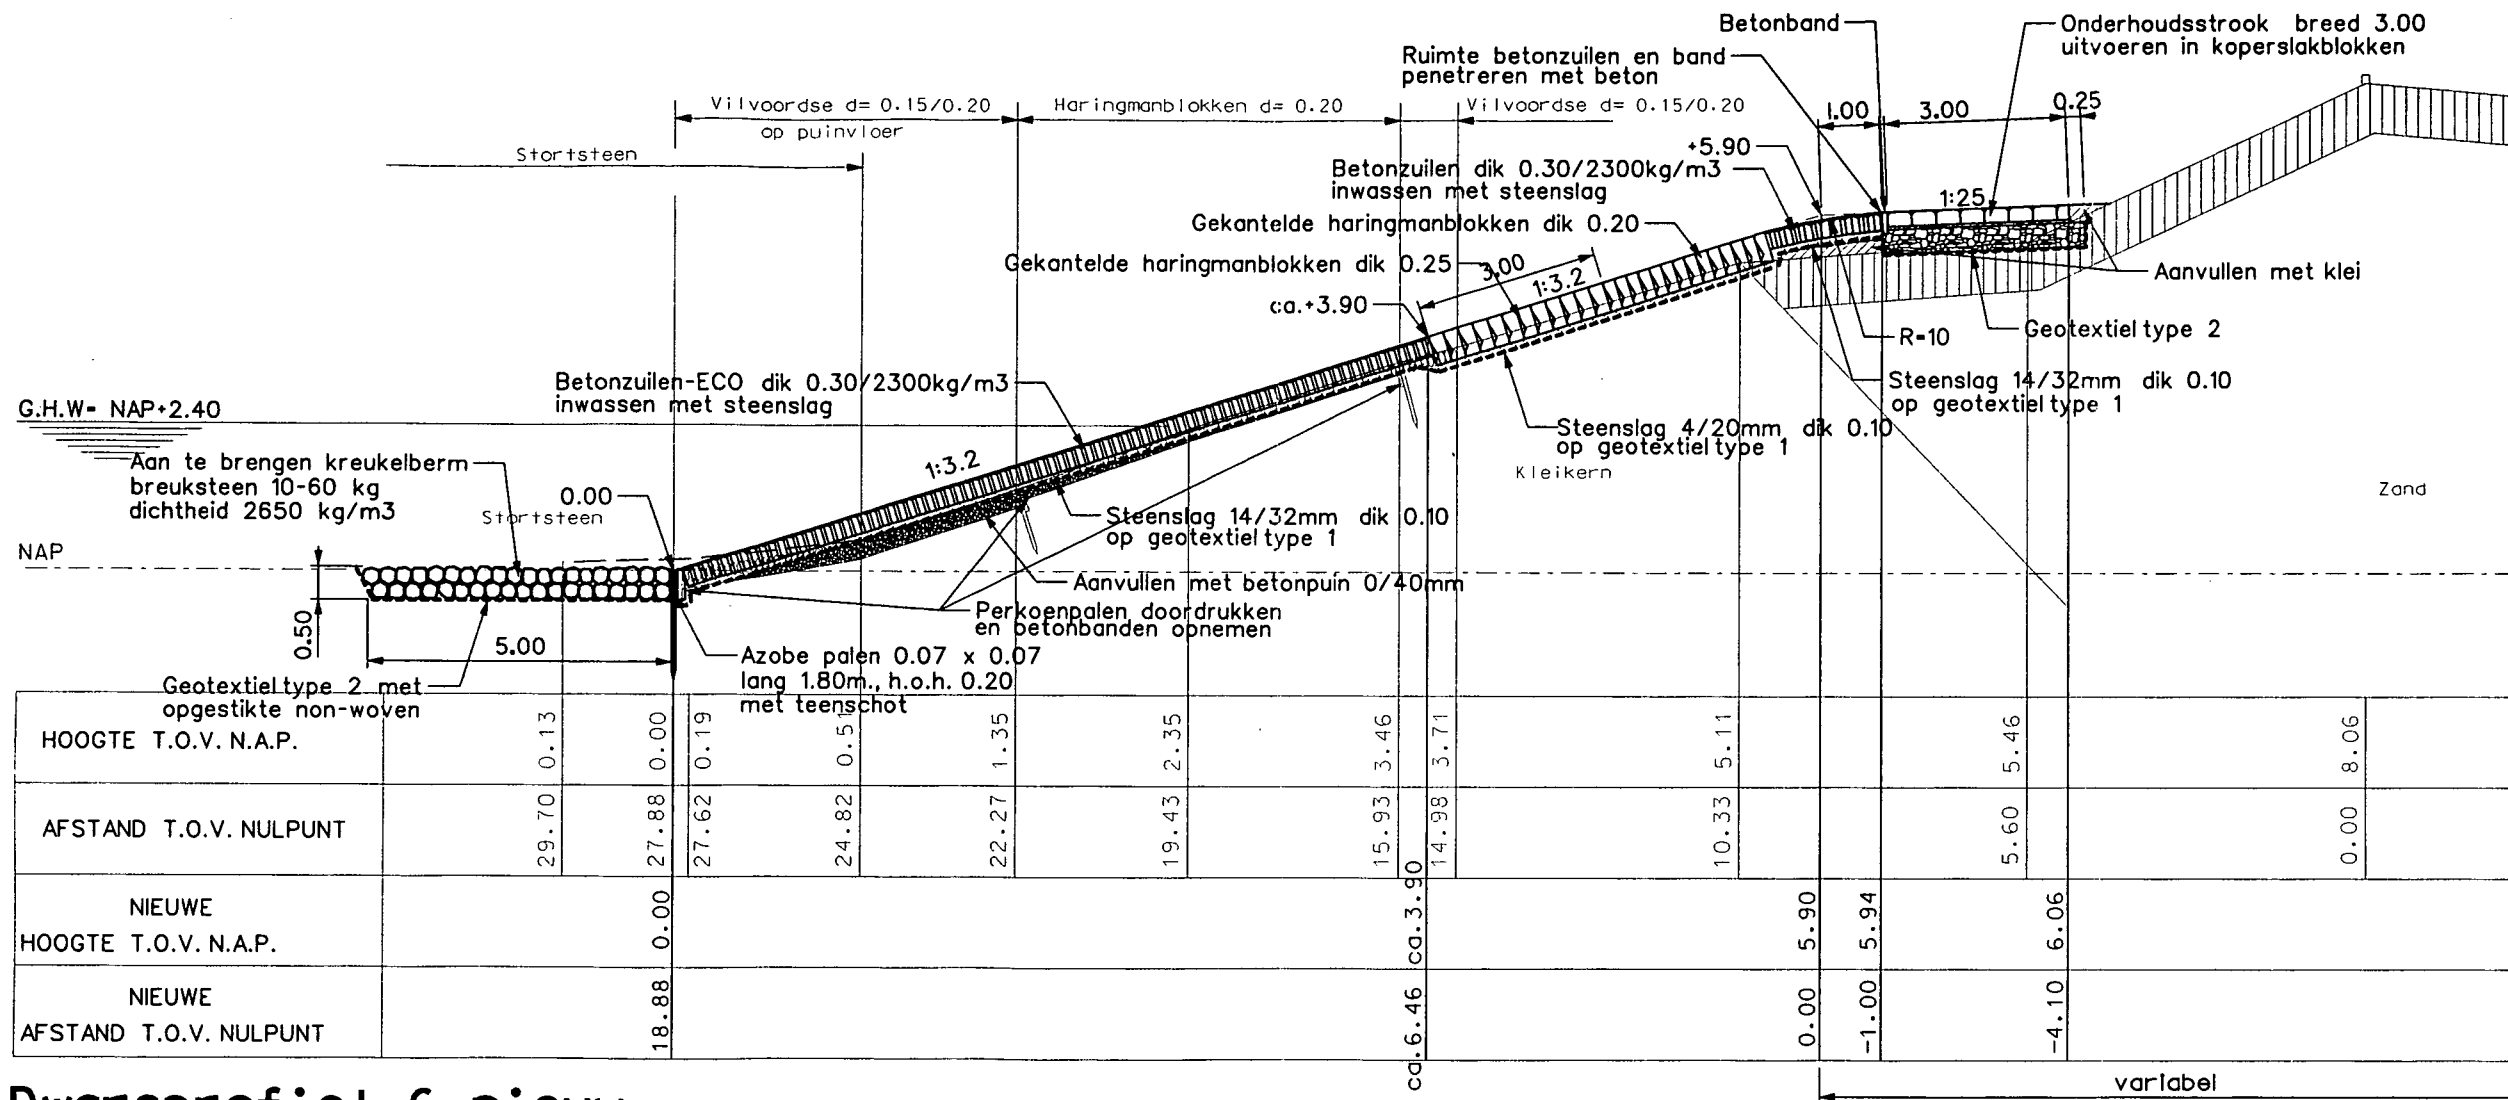 Betonband
Onderhoudsstrook breed 3.00
uitvoeren in koperslakblokken
Ruimte betonzuilen en band
penetreren met beton
Vilvoordse d= 0.15/0.20
op puinvloer
Haringmanblokken d= 0.20
Vilvoordse d= 0.15/0.20
1.00
3.00
0.25
Stortsteen
+5.90
Betonzuilen dik 0.30/2300kg/m3
inwassen met steenslag
1:25
Gekantelde haringmanblokken dik 0.20
Gekantelde haringmanblokken dik 0.25
3.00
1:3.2
Aanvullen met klei
ca.+3.90
Geotextiel type 2
R=10
Betonzuilen-ECO dik 0.30/2300kg/m3
inwassen met steenslag
Steenslag 14/32mm dik 0.10
op geotextiel type 1
G.H.W= NAP+2.40
Steenslag 4/20mm dik 0.10
op geotextiel type 1
Kleikern
Zand
Aan te brengen kreukelberm
breuksteen 10-60 kg
dichtheid 2650 kg/m3
1:3.2
0.00
Stortsteen
Steenslag 14/32mm dik 0.10
op geotextiel type 1
NAP
Aanvullen met betonpuin 0/40mm
Perkoenpalen doordrukken
en betonbanden opnemen
0.50
5.00
Azobe palen 0.07 x 0.07
lang 1.80m., h.o.h. 0.20
met teenschot
Geotextiel type 2 met
opgestikte non-woven
HOOGTE T.O.V. N.A.P.
0.13
0.00
0.19
0.51
1.35
2.35
3.46
3.71
5.11
5.46
8.06
AFSTAND T.O.V. NULPUNT
29.70
27.88
27.62
24.82
22.27
19.43
15.93
14.98
10.33
5.60
0.00
NIEUWE
HOOGTE T.O.V. N.A.P.
0.00
ca.3.90
5.90
5.94
6.06
NIEUWE
AFSTAND T.O.V. NULPUNT
18.88
ca.6.46
0.00
-1.00
-4.10
variabel